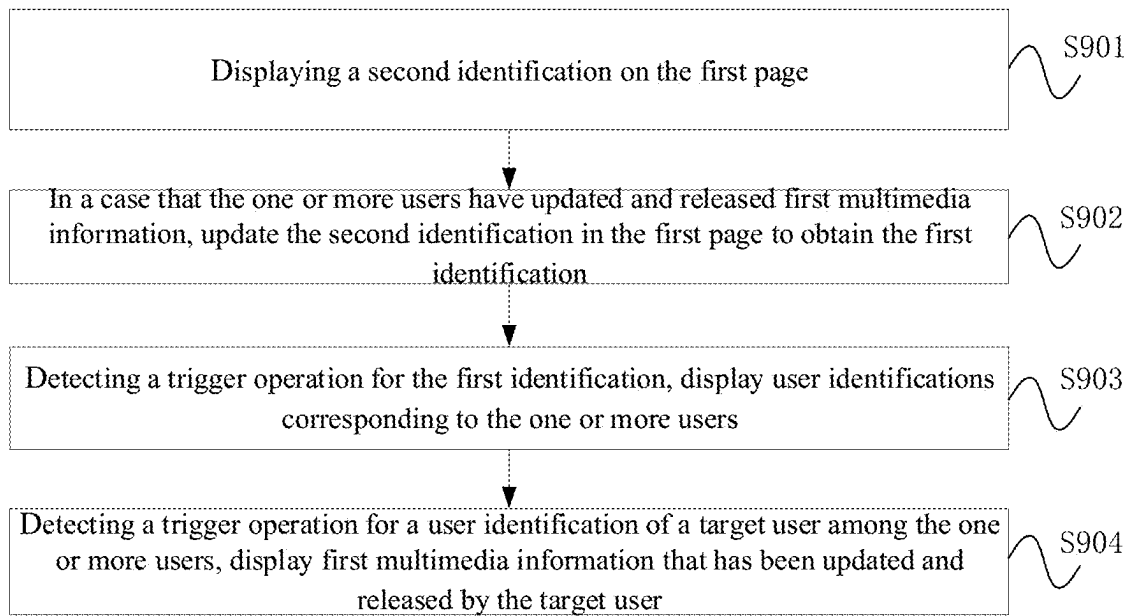 Displaying a second identification on the first page
S901
In a case that the one or more users have updated and released first multimedia
information, update the second identification in the first page to obtain the first
identification
S902
Detecting a trigger operation for the first identification, display user identifications
corresponding to the one or more users
S903
Detecting a trigger operation for a user identification of a target user among the one
or more users, display first multimedia information that has been updated and
released by the target user
S904